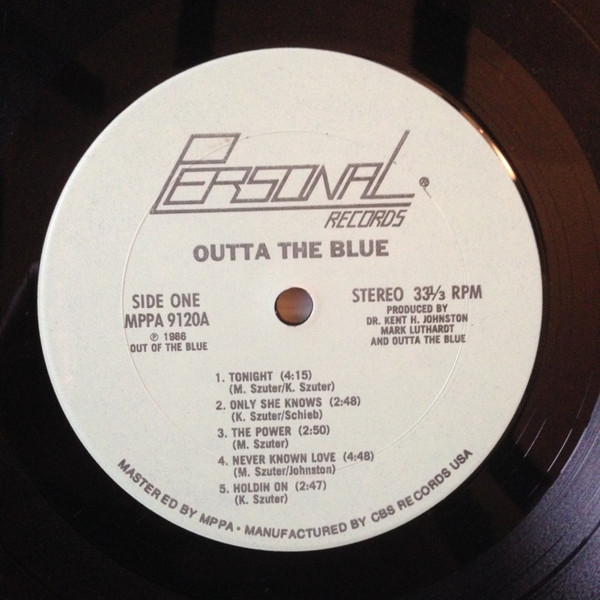 PERSONAL ®
RECORDS
OUTTA THE BLUE
SIDE ONE
MPPA 9120A
℗ 1986
OUT OF THE BLUE
STEREO 33⅓ RPM
PRODUCED BY
DR. KENT H. JOHNSTON
MARK LUTHARDT
AND OUTTA THE BLUE
1. TONIGHT (4:15)
(M. Szuter/K. Szuter)
2. ONLY SHE KNOWS (2:48)
(K. Szuter/Schieb)
3. THE POWER (2:50)
(M. Szuter)
4. NEVER KNOWN LOVE (4:48)
(M. Szuter/Johnston)
5. HOLDIN ON (2:47)
(K. Szuter)
MASTERED BY MPPA • MANUFACTURED BY CBS RECORDS USA